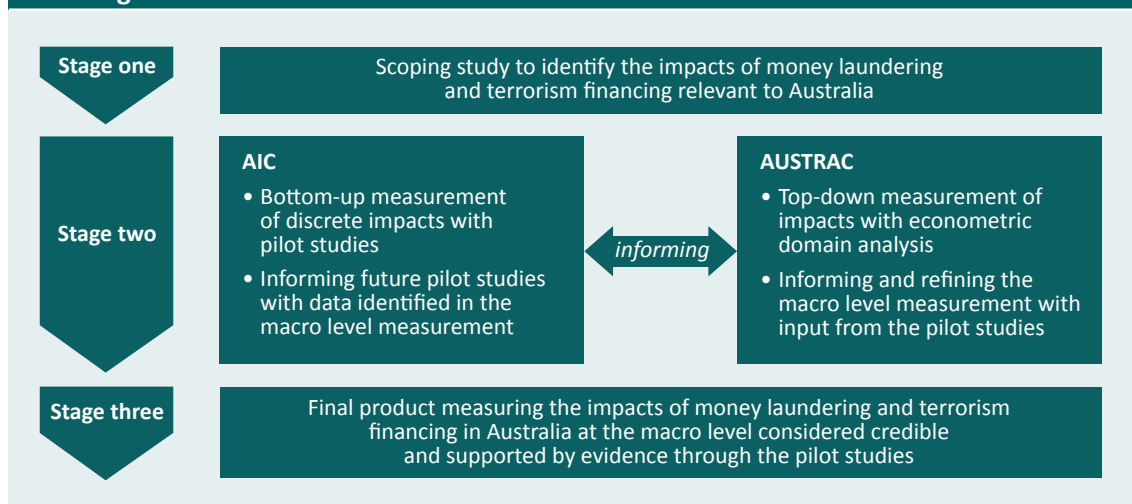 Stage one
Scoping study to identify the impacts of money laundering
and terrorism financing relevant to Australia
Stage two
AIC
• Bottom-up measurement
of discrete impacts with
pilot studies
• Informing future pilot studies
with data identified in the
macro level measurement
informing
AUSTRAC
• Top-down measurement of
impacts with econometric
domain analysis
• Informing and refining the
macro level measurement with
input from the pilot studies
Stage three
Final product measuring the impacts of money laundering and terrorism
financing in Australia at the macro level considered credible
and supported by evidence through the pilot studies